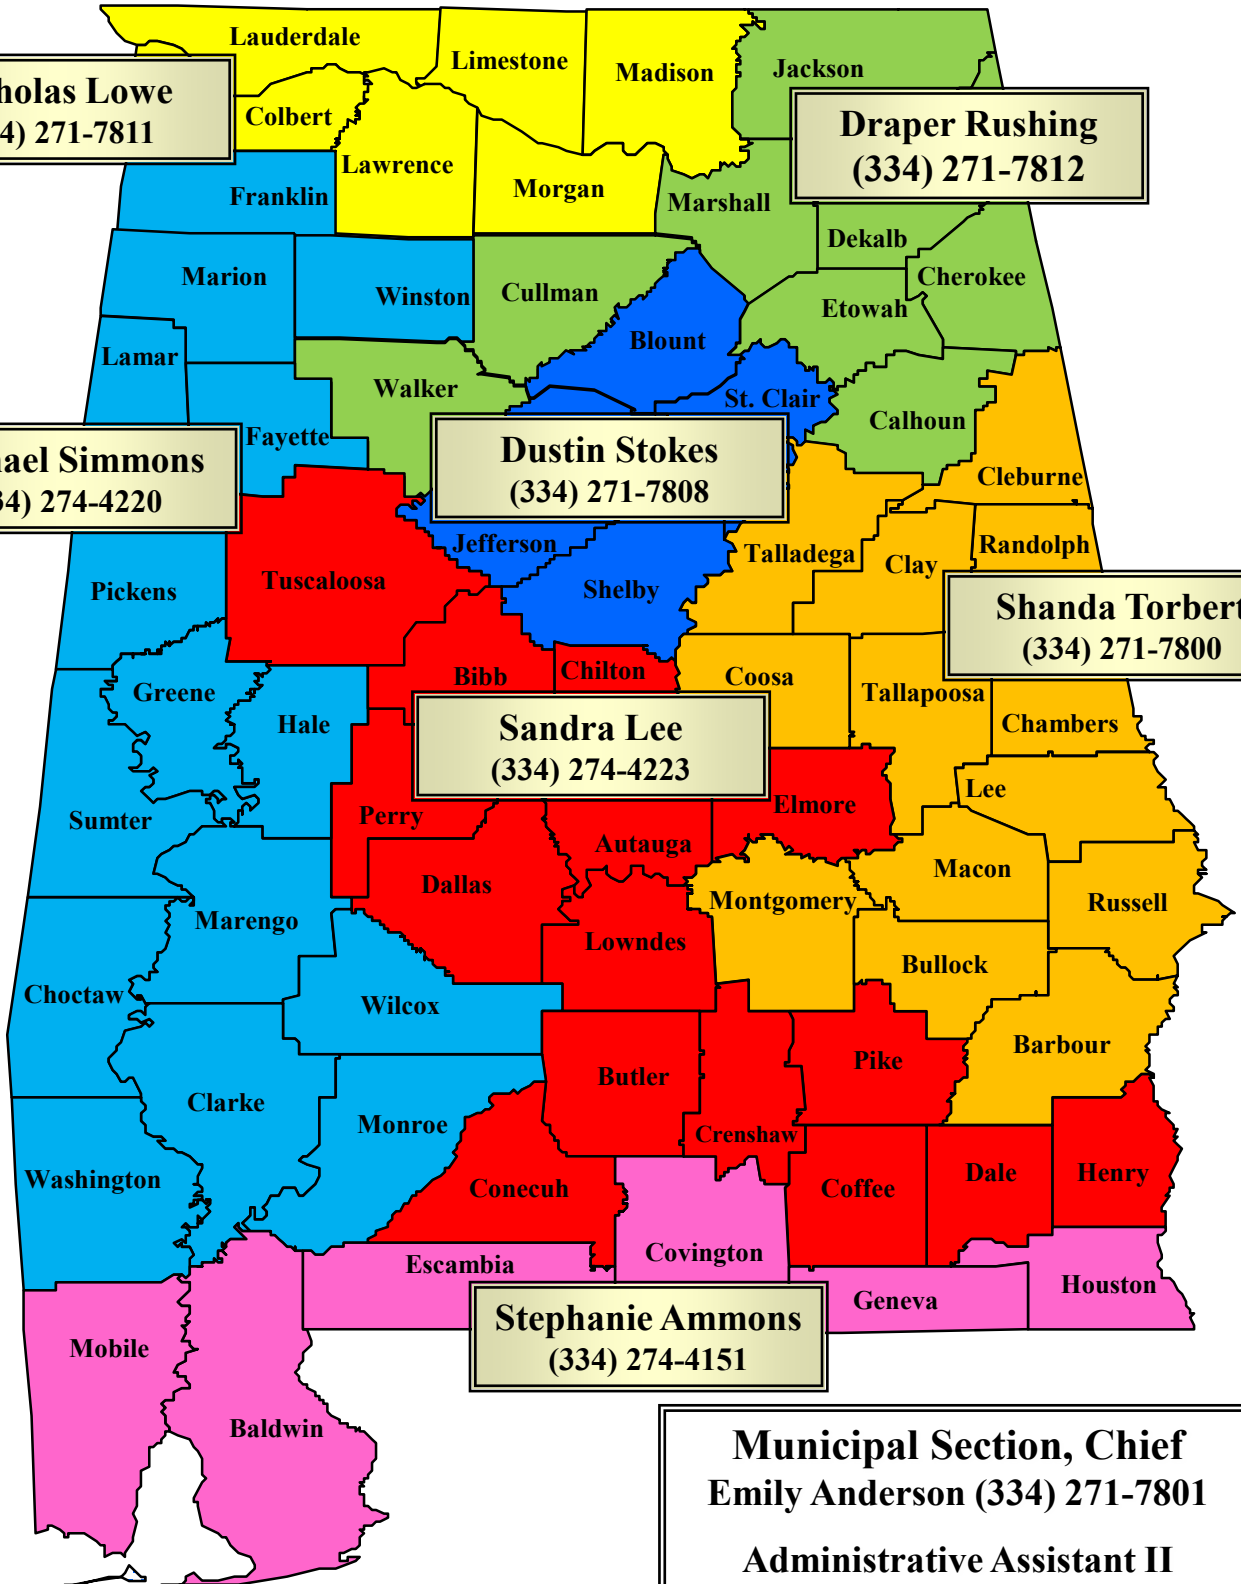 Lauderdale
Limestone
Madison
Jackson
holas Lowe
4) 271-7811
Colbert
Draper Rushing
(334) 271-7812
Lawrence
Morgan
Franklin
Marshall
Dekalb
Cherokee
Marion
Winston
Cullman
Etowah
Blount
Lamar
Walker
St. Clair
Calhoun
Fayette
ael Simmons
34) 274-4220
Dustin Stokes
(334) 271-7808
Cleburne
Jefferson
Talladega
Clay
Randolph
Tuscaloosa
Pickens
Shelby
Shanda Torbert
(334) 271-7800
Bibb
Chilton
Coosa
Tallapoosa
Greene
Hale
Chambers
Sandra Lee
(334) 274-4223
Lee
Elmore
Sumter
Perry
Autauga
Macon
Dallas
Montgomery
Russell
Marengo
Lowndes
Bullock
Choctaw
Wilcox
Barbour
Pike
Butler
Clarke
Monroe
Crenshaw
Washington
Conecuh
Coffee
Dale
Henry
Covington
Escambia
Houston
Geneva
Stephanie Ammons
(334) 274-4151
Mobile
Baldwin
Municipal Section, Chief
Emily Anderson (334) 271-7801
Administrative Assistant II